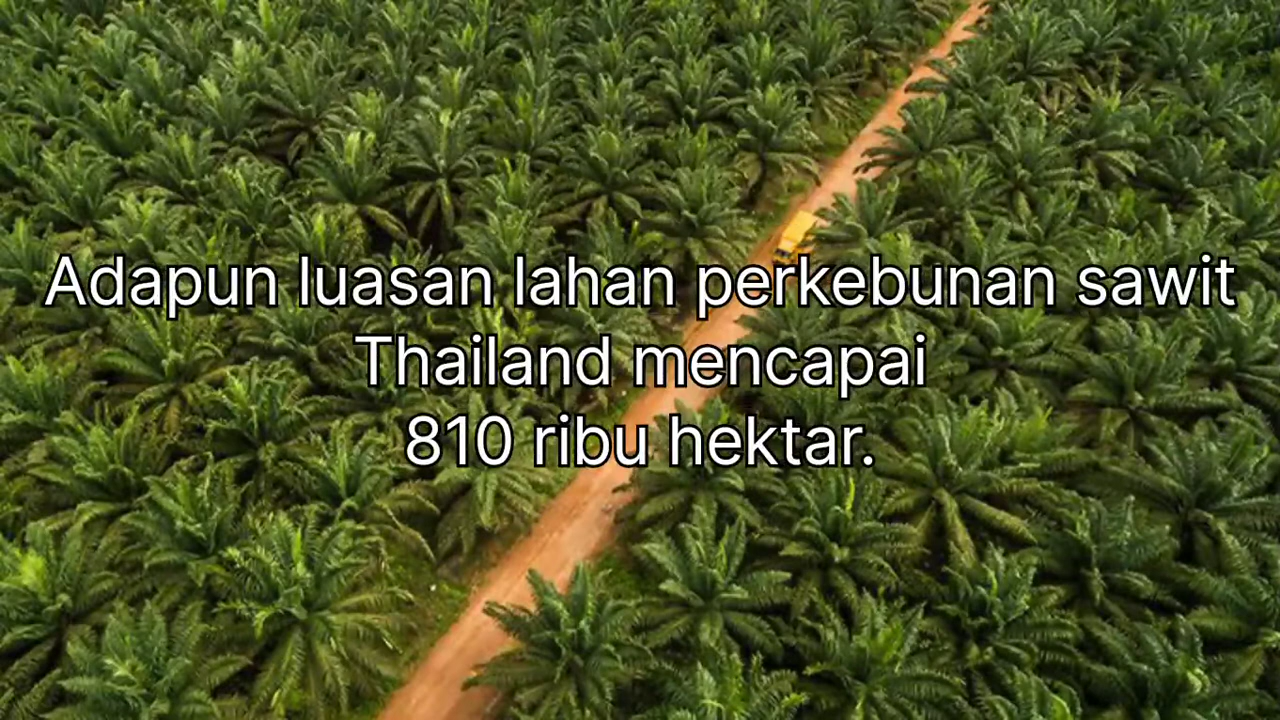 Adapun luasan lahan perkebunan sawit
Thailand mencapai
810 ribu hektar.